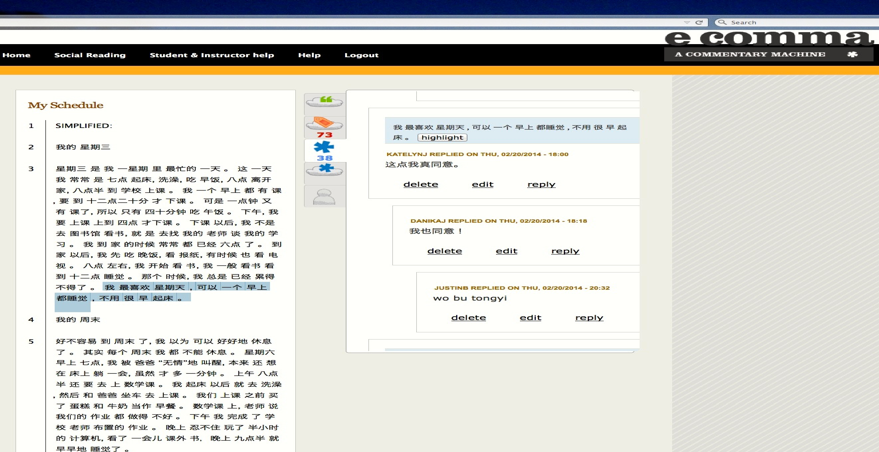 Search
e comma
Home Social Reading Student & Instructor help Help Logout
A COMMENTARY MACHINE
My Schedule
1 SIMPLIFIED:
2 我的 星期三
3 星期三 是 我 一星期 里 最忙的 一天 。 这 一天
我 常常 是 七点 起床, 洗澡, 吃 早饭, 八点 离开
家, 八点半 到 学校 上课 。 我 一个 早上 都 有 课
, 要 到 十二点二十分 才 下课 。 可是 一点钟 又
有 课了, 所以 只有 四十分钟 吃 午饭 。 下午, 我
要 上课 上到 四点 才下课 。 下课 以后, 我 不是
去 图书馆 看书, 就是 去找 我的 老师 谈 我的 学
习 。 我 到 家 的时候 常常 都 已经 六点 了 。 到
家 以后, 我 先 吃 晚饭, 看 报纸, 有时候 也 看 电
视 。 八点 左右, 我 开始 看 书, 我 一般 看书 看
到 十二点 睡觉 。 那个 时候, 我 总是 已经 累得
不得了 。 我 最喜欢 星期天, 可以 一个 早上
都睡觉, 不用 很 早 起床 。
4 我的 周末
5 好不容易 到 周末 了, 我 以为 可以 好好地 休息
了 。 其实 每个 周末 我 都 不能 休息 。 星期六
早上 七点, 我 被 爸爸 “无情”地 叫醒, 本来 还 想
在 床上 躺 一会, 虽然 才 多 一分钟 。 上午 八点
半 还 要 去 上 数学课 。 我 起床 以后 就 去 洗澡
, 然后 和 爸爸 坐车 去 上课 。 我们 上课 之前 买
了 蛋糕 和 牛奶 当作 早餐 。 数学课 上, 老师 说
我们的 作业 都 做得 不好 。 下午 我 完成 了 学
校 老师 布置的 作业 。 晚上 忍不住 玩了 半小时
的 计算机, 看了 一会儿 课外 书, 晚上 九点半 就
早早地 睡觉了 。
73
38
我 最喜欢 星期天, 可以 一个 早上 都睡觉, 不用 很 早 起
床 。 highlight
KATELYNJ REPLIED ON THU, 02/20/2014 - 18:00
这点我真同意。
delete edit reply
DANIKAJ REPLIED ON THU, 02/20/2014 - 18:18
我也同意！
delete edit reply
JUSTINB REPLIED ON THU, 02/20/2014 - 20:32
wo bu tongyi
delete edit reply